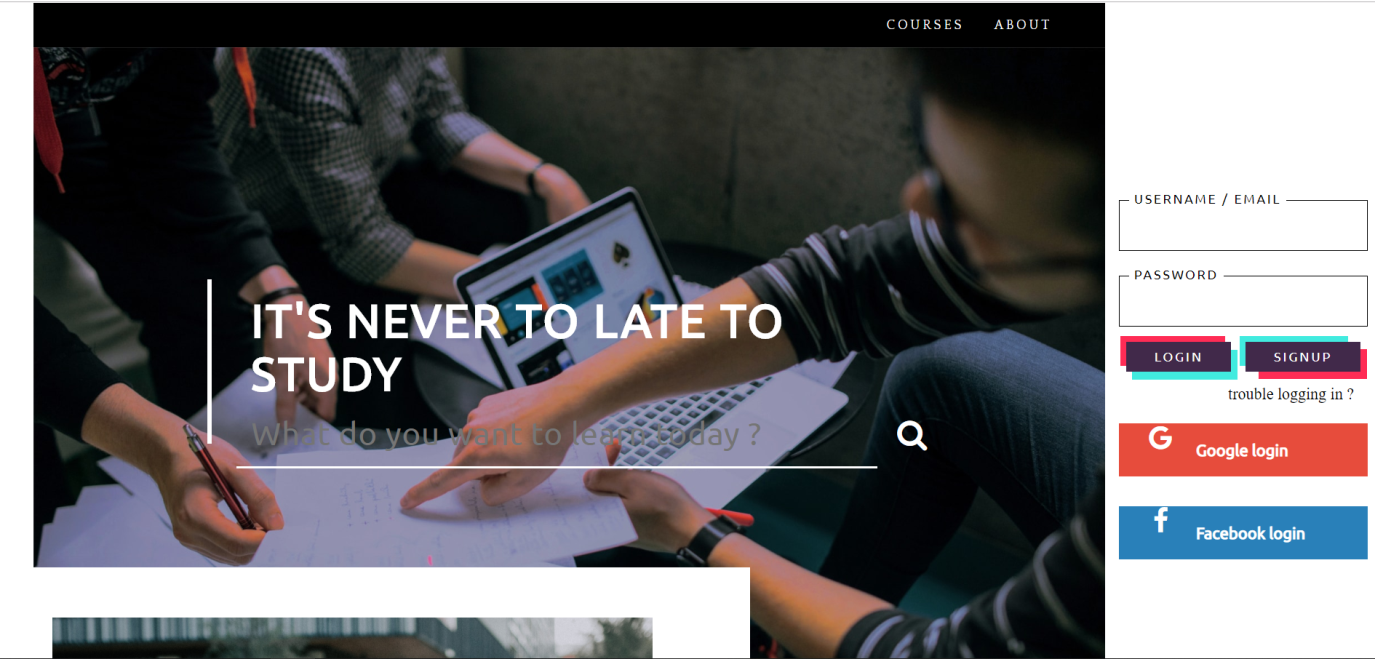 COURSES ABOUT
USERNAME / EMAIL
PASSWORD
IT'S NEVER TO LATE TO
STUDY
LOGIN SIGNUP
trouble logging in ?
What do you want to learn today ?
Google login
Facebook login